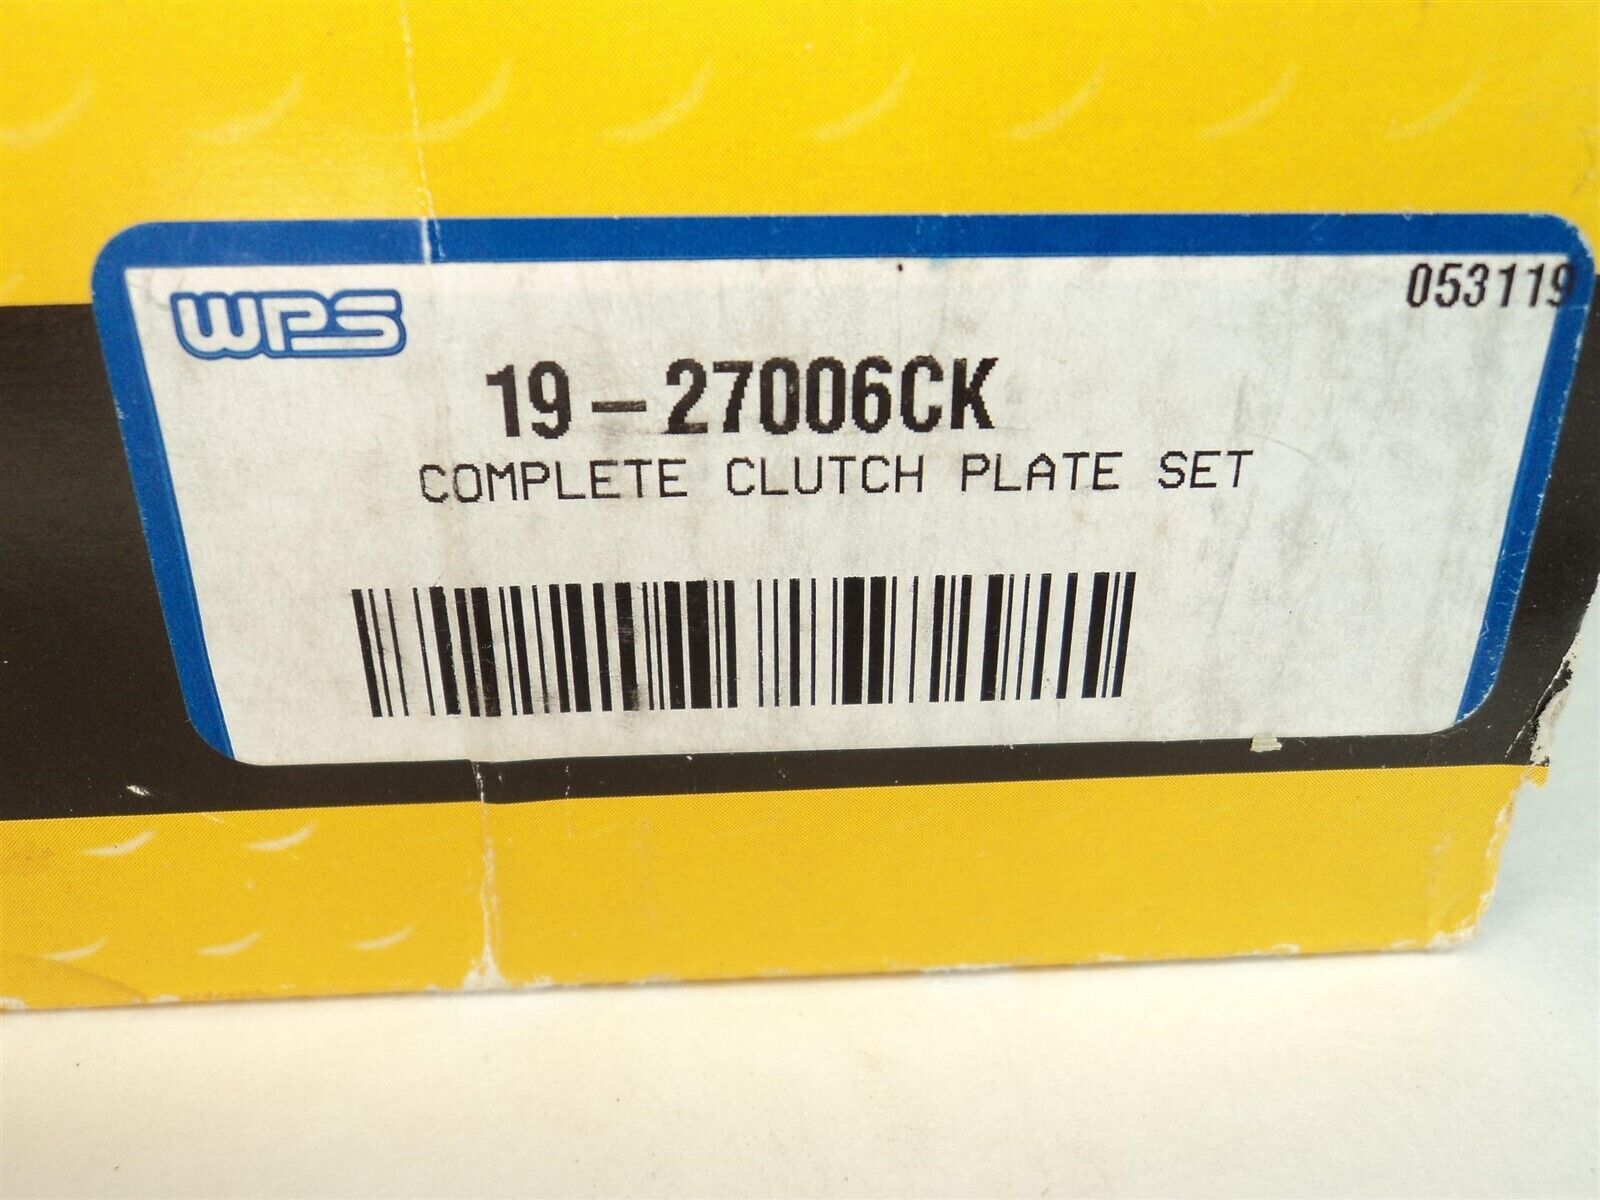 053119
WPS
19-27006CK
COMPLETE CLUTCH PLATE SET